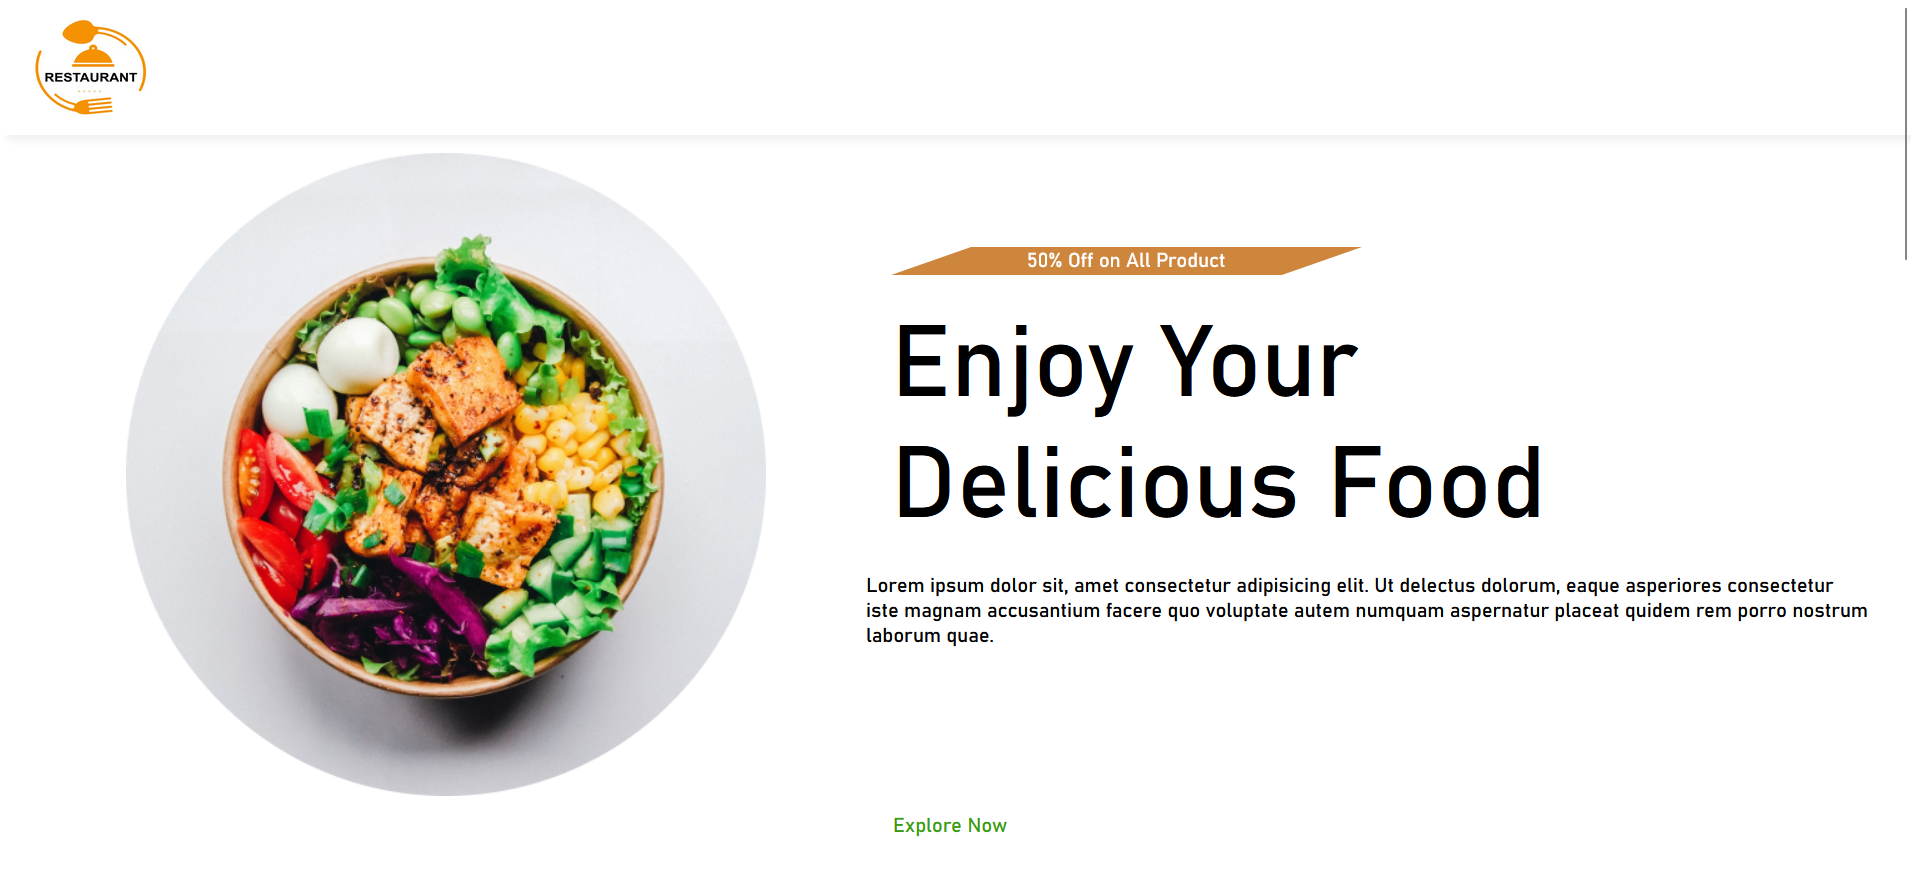 RESTAURANT
50% Off on All Product
Enjoy Your
Delicious Food
Lorem ipsum dolor sit, amet consectetur adipisicing elit. Ut delectus dolorum, eaque asperiores consectetur
iste magnam accusantium facere quo voluptate autem numquam aspernatur placeat quidem rem porro nostrum
laborum quae.
Explore Now